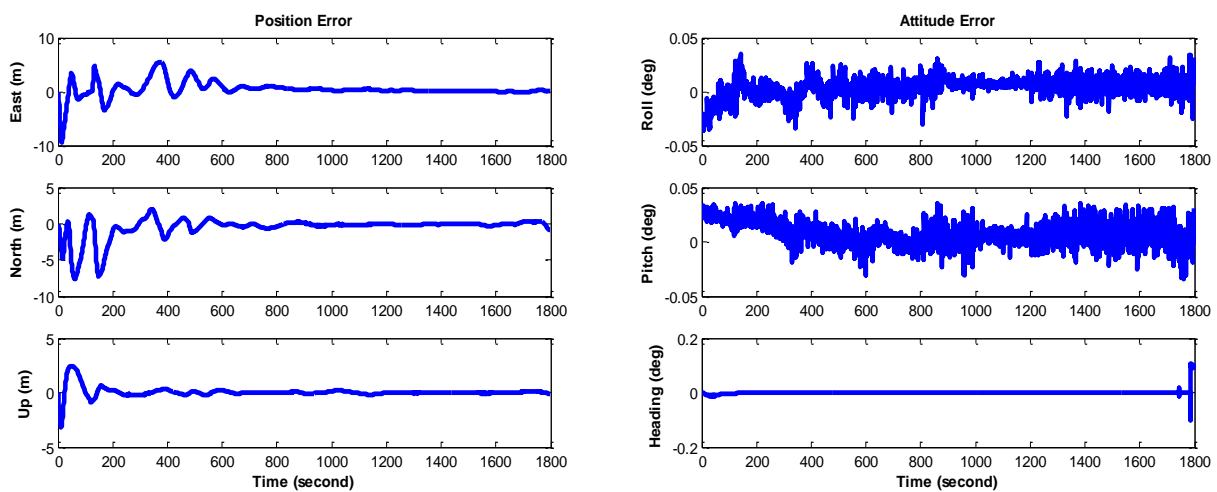 Position Error
10
0
-10
East (m)
0 200 400 600 800 1000 1200 1400 1600 1800
5
0
-5
-10
North (m)
0 200 400 600 800 1000 1200 1400 1600 1800
5
0
-5
Up (m)
0 200 400 600 800 1000 1200 1400 1600 1800
Time (second)
Attitude Error
0.05
0
-0.05
Roll (deg)
0 200 400 600 800 1000 1200 1400 1600 1800
0.05
0
-0.05
Pitch (deg)
0 200 400 600 800 1000 1200 1400 1600 1800
0.2
0
-0.2
Heading (deg)
0 200 400 600 800 1000 1200 1400 1600 1800
Time (second)